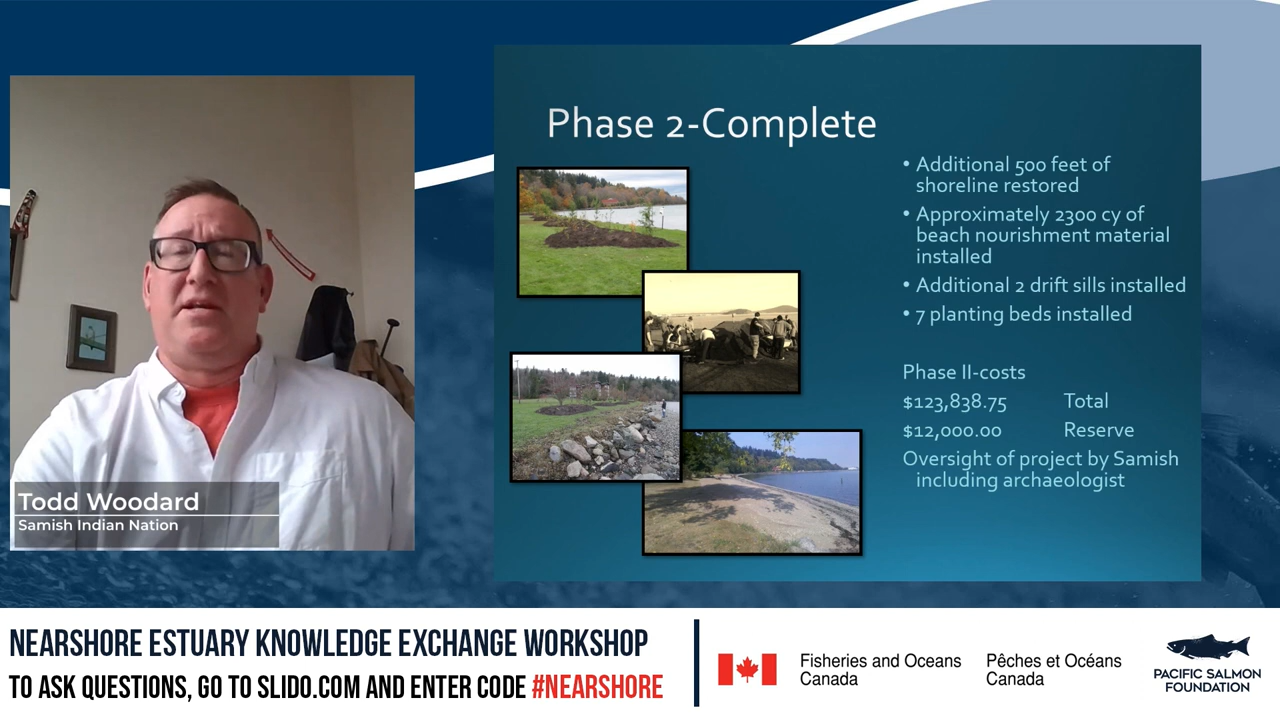 Phase 2-Complete
• Additional 500 feet of
shoreline restored
• Approximately 2300 cy of
beach nourishment material
installed
• Additional 2 drift sills installed
• 7 planting beds installed
Phase II-costs
$123,838.75 Total
$12,000.00 Reserve
Oversight of project by Samish
including archaeologist
Todd Woodard
Samish Indian Nation
NEARSHORE ESTUARY KNOWLEDGE EXCHANGE WORKSHOP
TO ASK QUESTIONS, GO TO SLIDO.COM AND ENTER CODE #NEARSHORE
Fisheries and Oceans
Canada
Pêches et Océans
Canada
PACIFIC SALMON
FOUNDATION